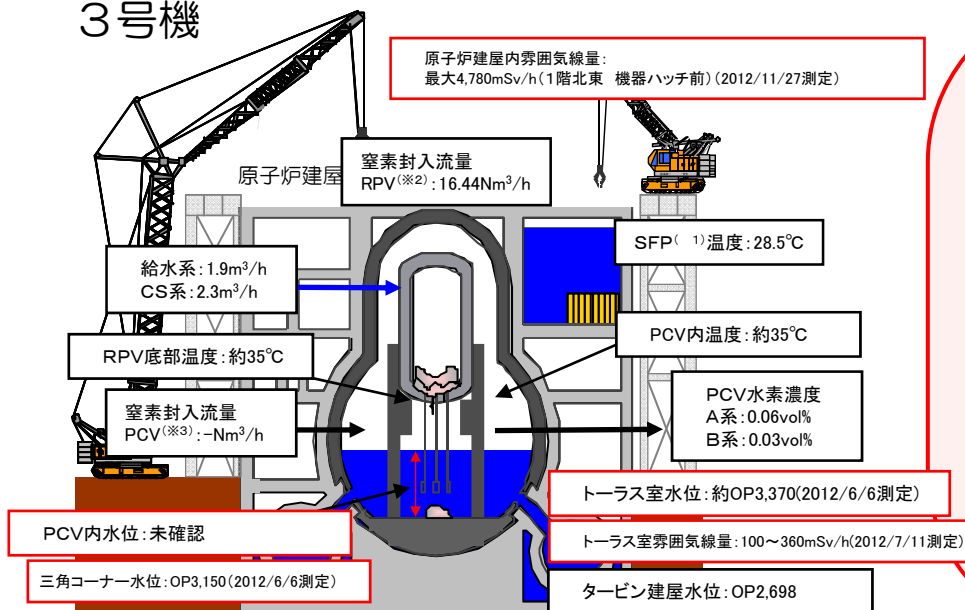 ３号機
原子炉建屋内雰囲気線量：
最大4,780mSv/h（１階北東　機器ハッチ前）（2012/11/27測定）
原子炉建屋
窒素封入流量
RPV(※2)：16.44Nm³/h
SFP(　1)温度：28.5℃
給水系：1.9m³/h
CS系：2.3m³/h
PCV内温度：約35℃
RPV底部温度：約35℃
PCV水素濃度
A系：0.06vol%
B系：0.03vol%
窒素封入流量
PCV(※3)：-Nm³/h
トーラス室水位：約OP3,370(2012/6/6測定)
PCV内水位：未確認
トーラス室雰囲気線量：100～360mSv/h(2012/7/11測定)
三角コーナー水位：OP3,150(2012/6/6測定)
タービン建屋水位：OP2,698